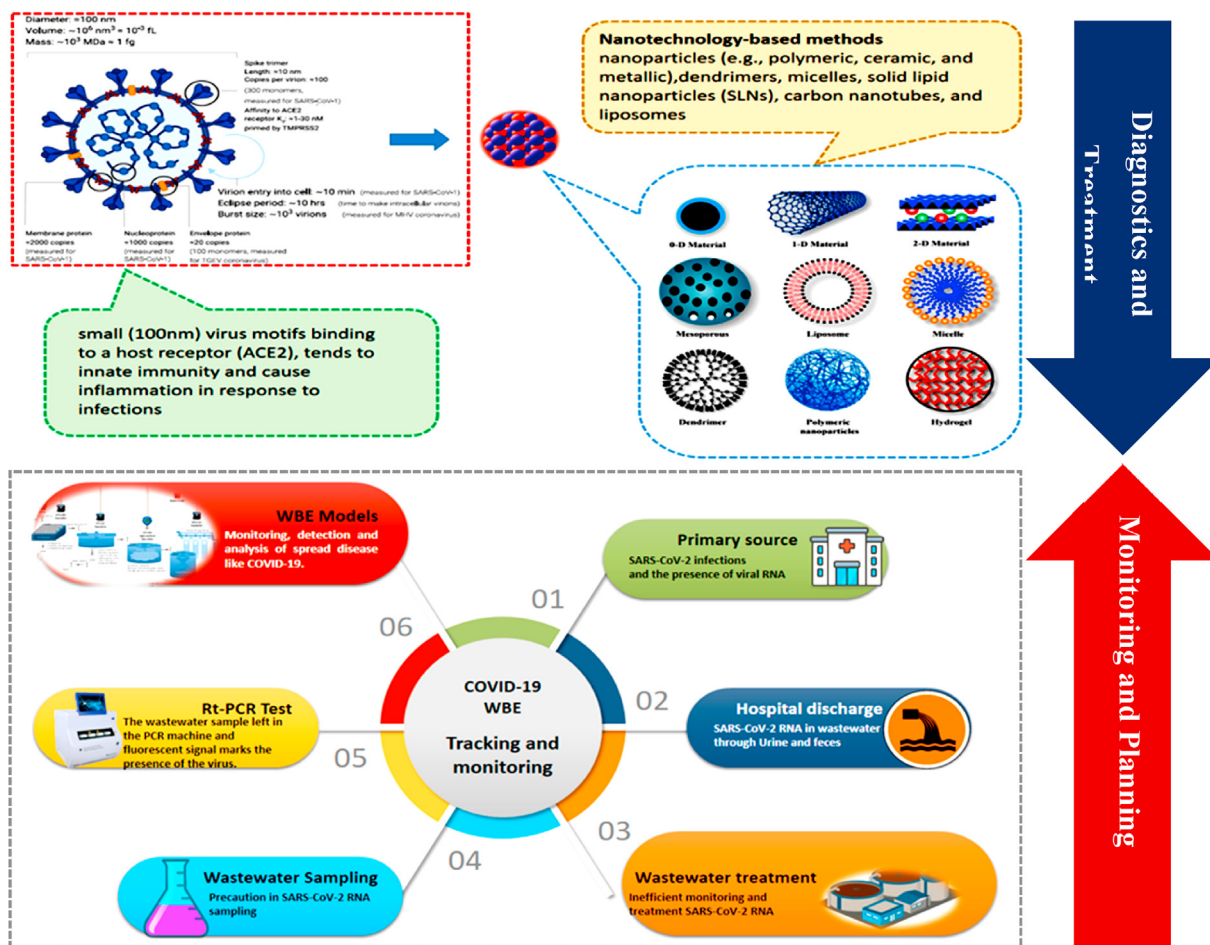 Diameter: ≈100 nm
Volume: ~10⁶ nm³ = 10⁻³ fL
Mass: ~10³ MDa ≈ 1 fg
Spike trimer
Length: ≈10 nm
Copies per virion: ≈100
(300 monomers,
measured for SARS-CoV-1)
Affinity to ACE2
receptor Kd: ≈1-30 nM
primed by TMPRSS2
Virion entry into cell: ~10 min (measured for SARS-CoV-1)
Eclipse period: ~10 hrs (time to make intracellular virions)
Burst size: ~10³ virions (measured for MHV coronavirus)
Membrane protein
≈2000 copies
(measured for
SARS-CoV-1)
Nucleoprotein
≈1000 copies
(measured for
SARS-CoV-1)
Envelope protein
≈20 copies
(100 monomers, measured
for TGEV coronavirus)
small (100nm) virus motifs binding
to a host receptor (ACE2), tends to
innate immunity and cause
inflammation in response to
infections
Nanotechnology-based methods
nanoparticles (e.g., polymeric, ceramic, and
metallic),dendrimers, micelles, solid lipid
nanoparticles (SLNs), carbon nanotubes, and
liposomes
0-D Material
1-D Material
2-D Material
Mesoporous
Liposome
Micelle
Dendrimer
Polymeric
nanoparticles
Hydrogel
Diagnostics and
Treatment
WBE Models
Monitoring, detection and
analysis of spread disease
like COVID-19.
Primary source
SARS-CoV-2 infections
and the presence of viral RNA
01
06
COVID-19
WBE
Tracking and
monitoring
02
Hospital discharge
SARS-CoV-2 RNA in wastewater
through Urine and feces
Rt-PCR Test
The wastewater sample left in
the PCR machine and
fluorescent signal marks the
presence of the virus.
05
03
04
Wastewater Sampling
Precaution in SARS-CoV-2 RNA
sampling
Wastewater treatment
Inefficient monitoring and
treatment SARS-CoV-2 RNA
Monitoring and Planning